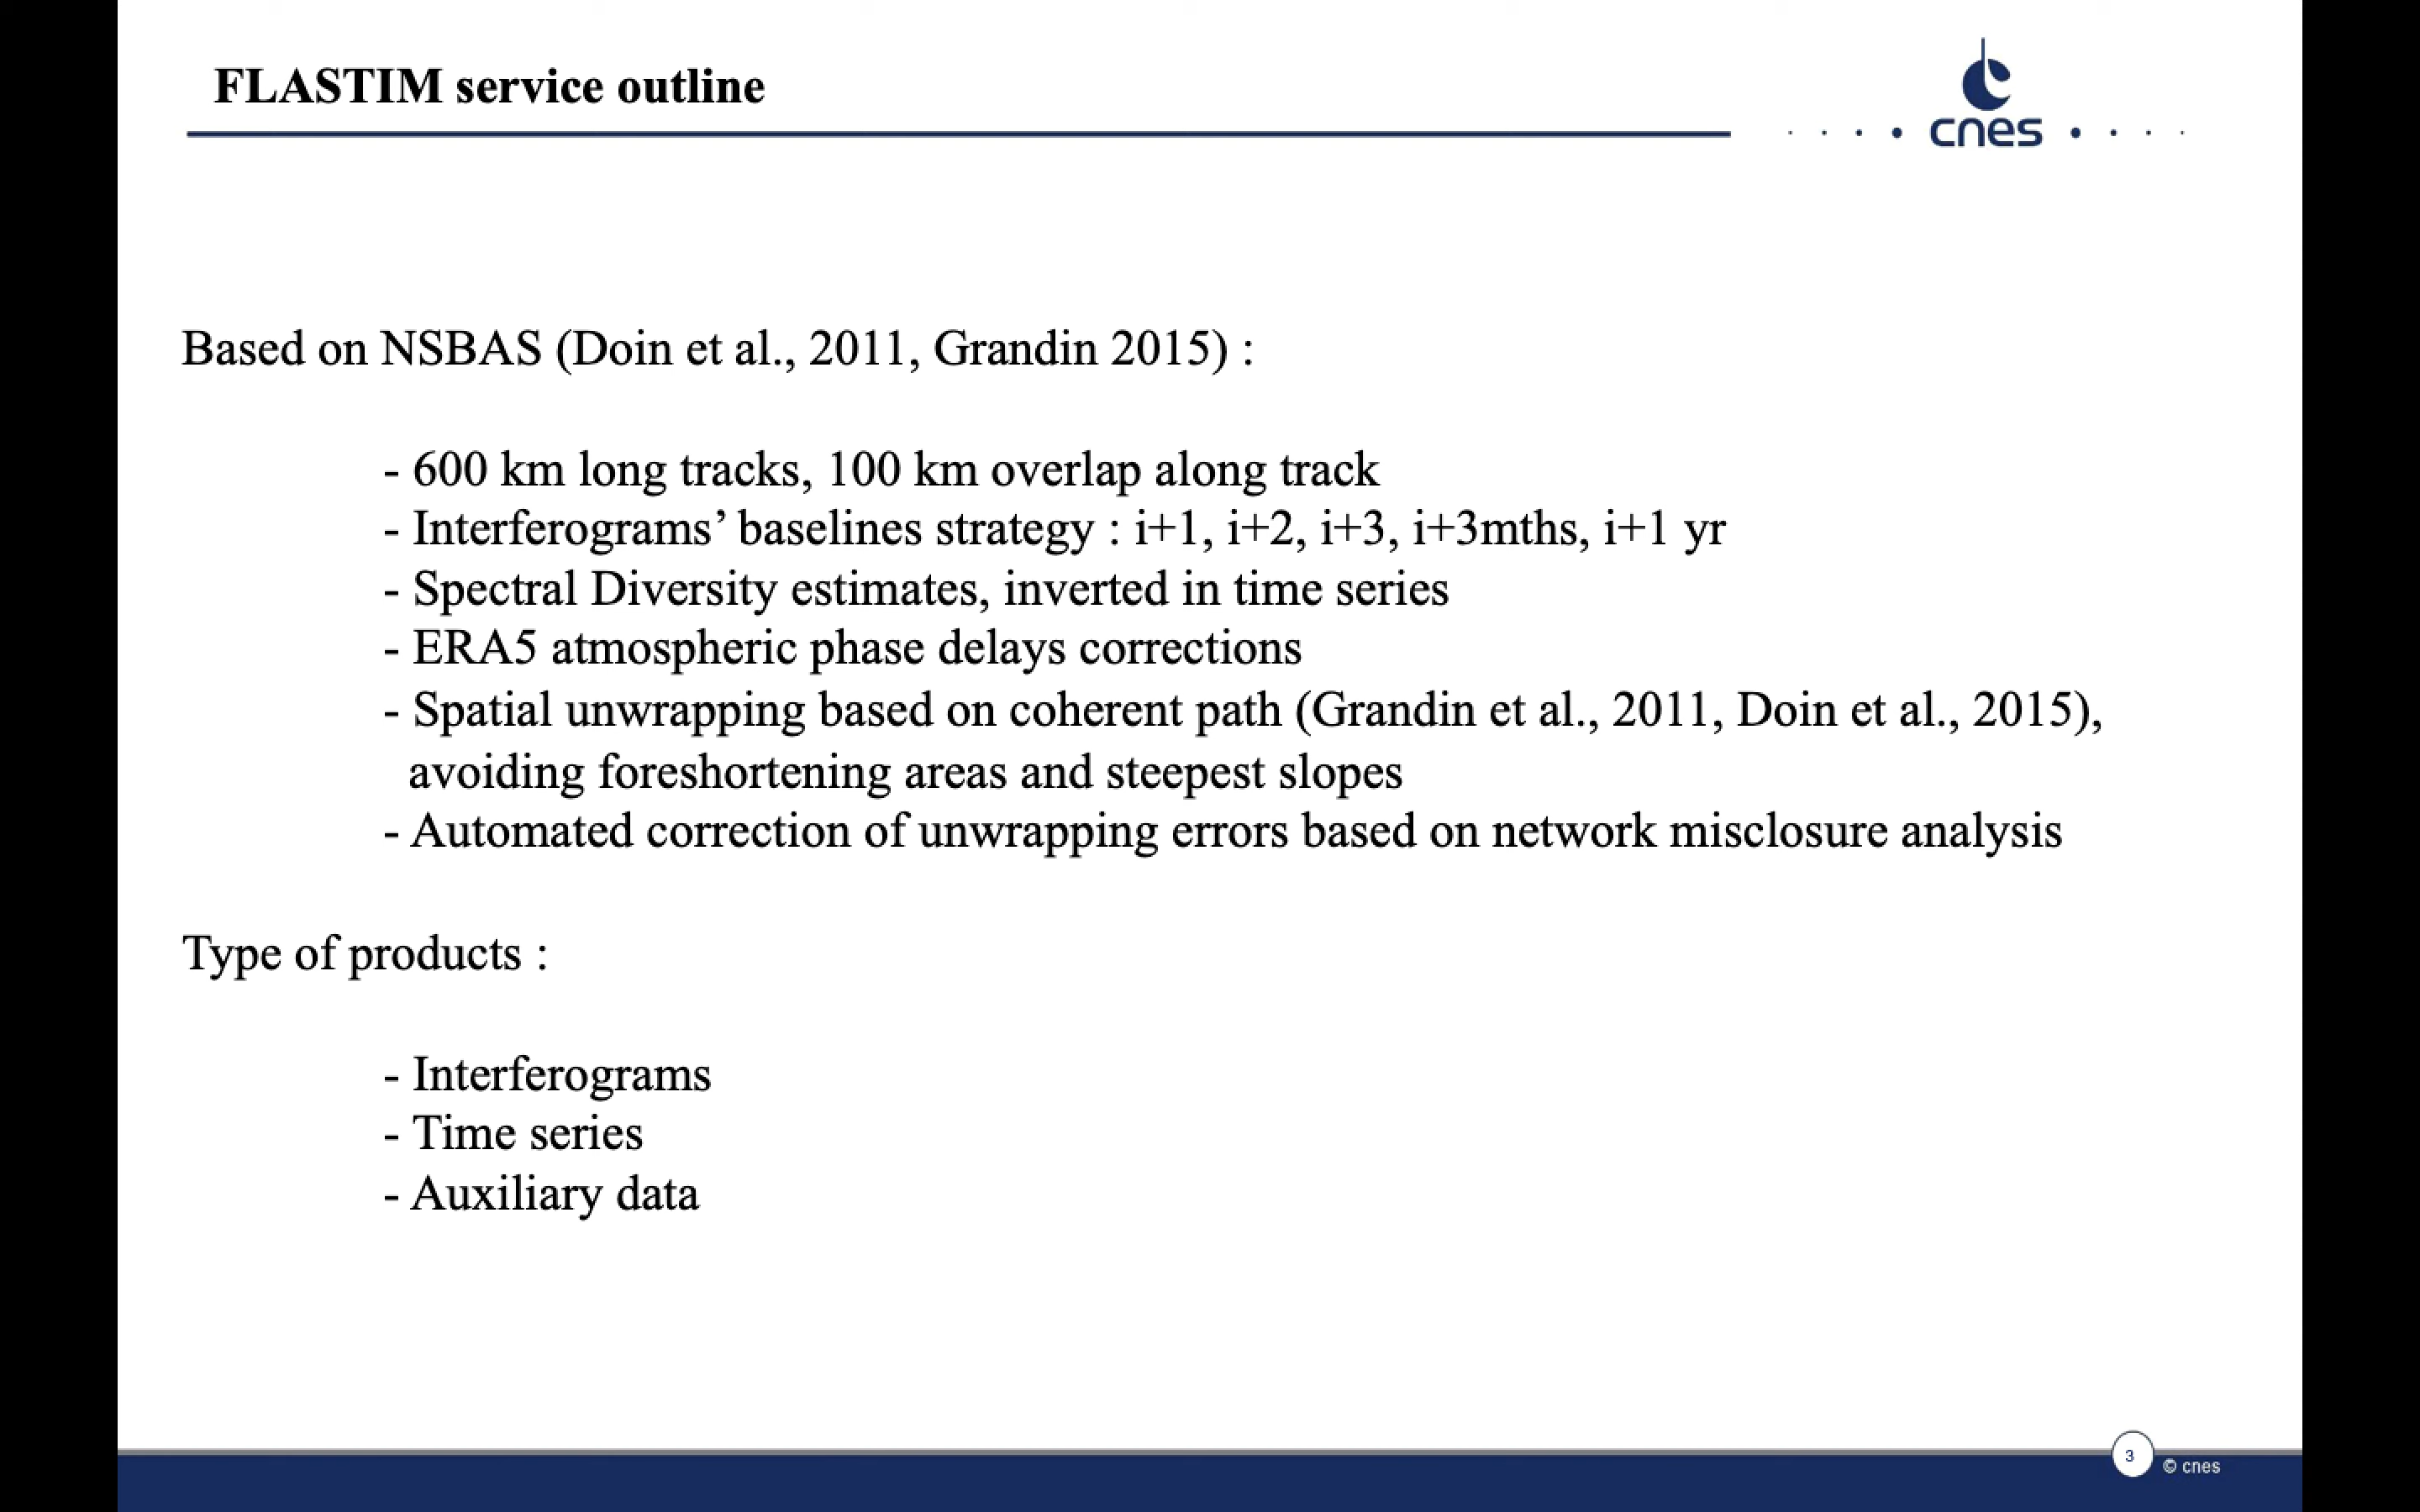 FLASTIM service outline
cnes
Based on NSBAS (Doin et al., 2011, Grandin 2015) :
- 600 km long tracks, 100 km overlap along track
- Interferograms’ baselines strategy : i+1, i+2, i+3, i+3mths, i+1 yr
- Spectral Diversity estimates, inverted in time series
- ERA5 atmospheric phase delays corrections
- Spatial unwrapping based on coherent path (Grandin et al., 2011, Doin et al., 2015),
avoiding foreshortening areas and steepest slopes
- Automated correction of unwrapping errors based on network misclosure analysis
Type of products :
- Interferograms
- Time series
- Auxiliary data
3
© cnes